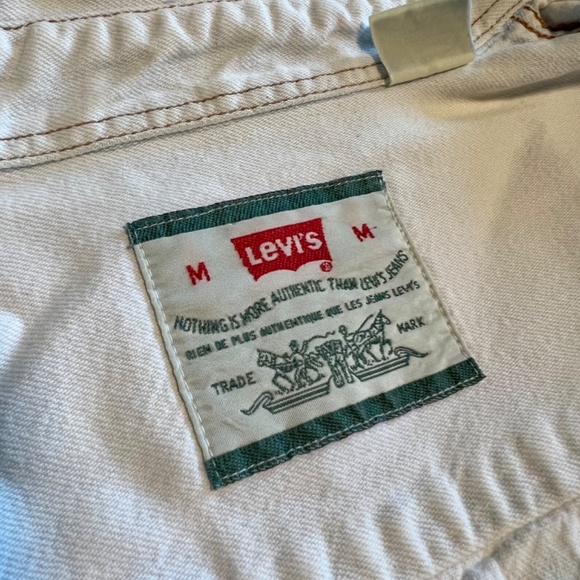 Levi's
M M
NOTHING IS MORE AUTHENTIC THAN LEVI'S JEANS
RIEN DE PLUS AUTHENTIQUE QUE LES JEANS LEVI'S
TRADE MARK